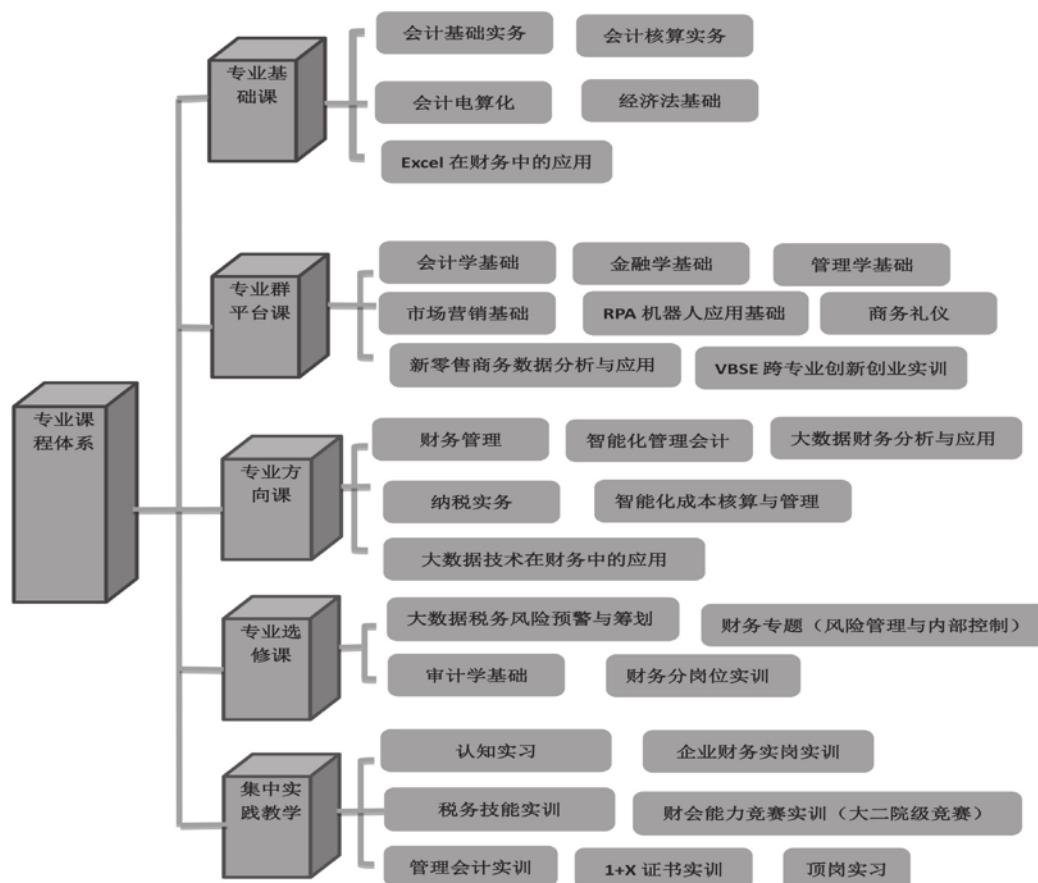 专业课
程体系
专业基
础课
会计基础实务
会计核算实务
会计电算化
经济法基础
Excel 在财务中的应用
专业群
平台课
会计学基础
金融学基础
管理学基础
市场营销基础
RPA 机器人应用基础
商务礼仪
新零售商务数据分析与应用
VBSE 跨专业创新创业实训
专业方
向课
财务管理
智能化管理会计
大数据财务分析与应用
纳税实务
智能化成本核算与管理
大数据技术在财务中的应用
专业选
修课
大数据税务风险预警与筹划
财务专题（风险管理与内部控制）
审计学基础
财务分岗位实训
集中实
践教学
认知实习
企业财务实岗实训
税务技能实训
财会能力竞赛实训（大二院级竞赛）
管理会计实训
1+X 证书实训
顶岗实习